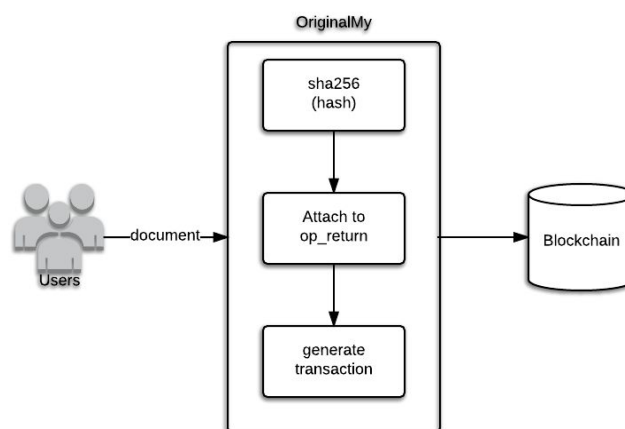 OriginalMy
sha256
(hash)
Attach to
op_return
generate
transaction
document
Users
Blockchain